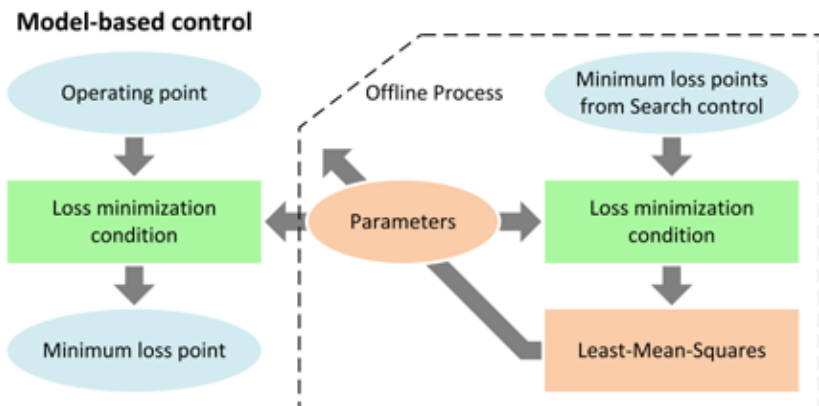 Model-based control
Operating point
Loss minimization
condition
Minimum loss point
Offline Process
Parameters
Minimum loss points
from Search control
Loss minimization
condition
Least-Mean-Squares